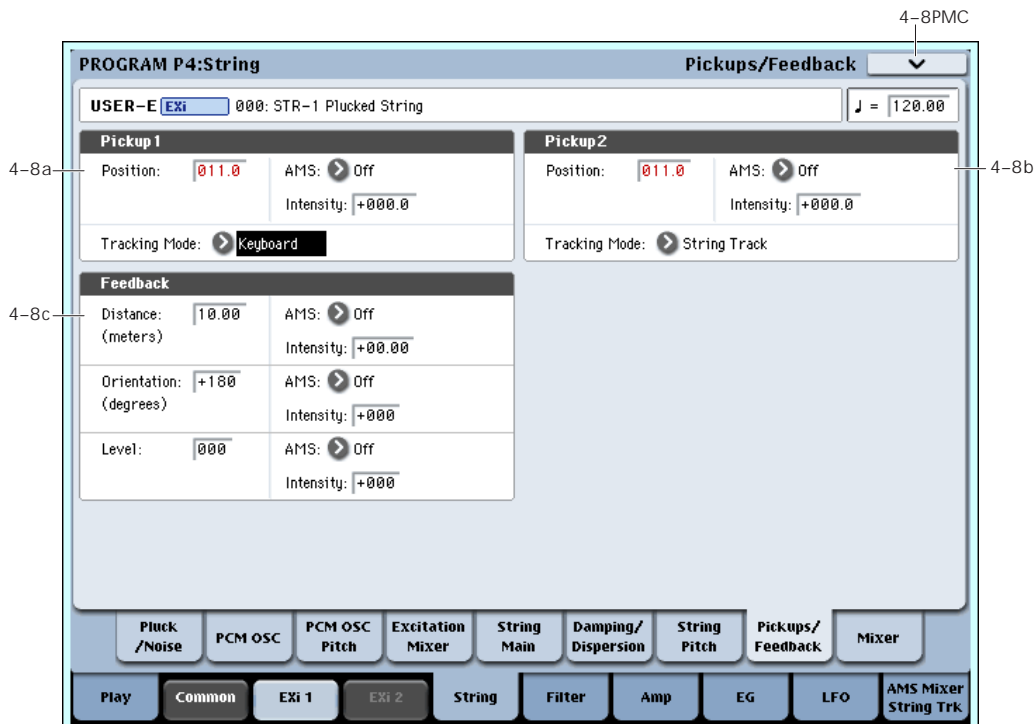 4-8PMC
PROGRAM P4:String Pickups/Feedback
USER-E EXi 000: STR-1 Plucked String ♩ = 120.00
Pickup1 Pickup2
4-8a Position: 011.0 AMS: Off Position: 011.0 AMS: Off 4-8b
Intensity: +000.0 Intensity: +000.0
Tracking Mode: Keyboard Tracking Mode: String Track
Feedback
4-8c Distance: 10.00 AMS: Off
(meters)
Intensity: +00.00
Orientation: +180 AMS: Off
(degrees)
Intensity: +000
Level: 000 AMS: Off
Intensity: +000
Pluck PCM OSC Excitation String Damping/ String Pickups/
PCM OSC Mixer
/Noise Pitch Mixer Main Dispersion Pitch Feedback
AMS Mixer
Play Common EXi 1 EXi 2 String Filter Amp EG LFO
String Trk